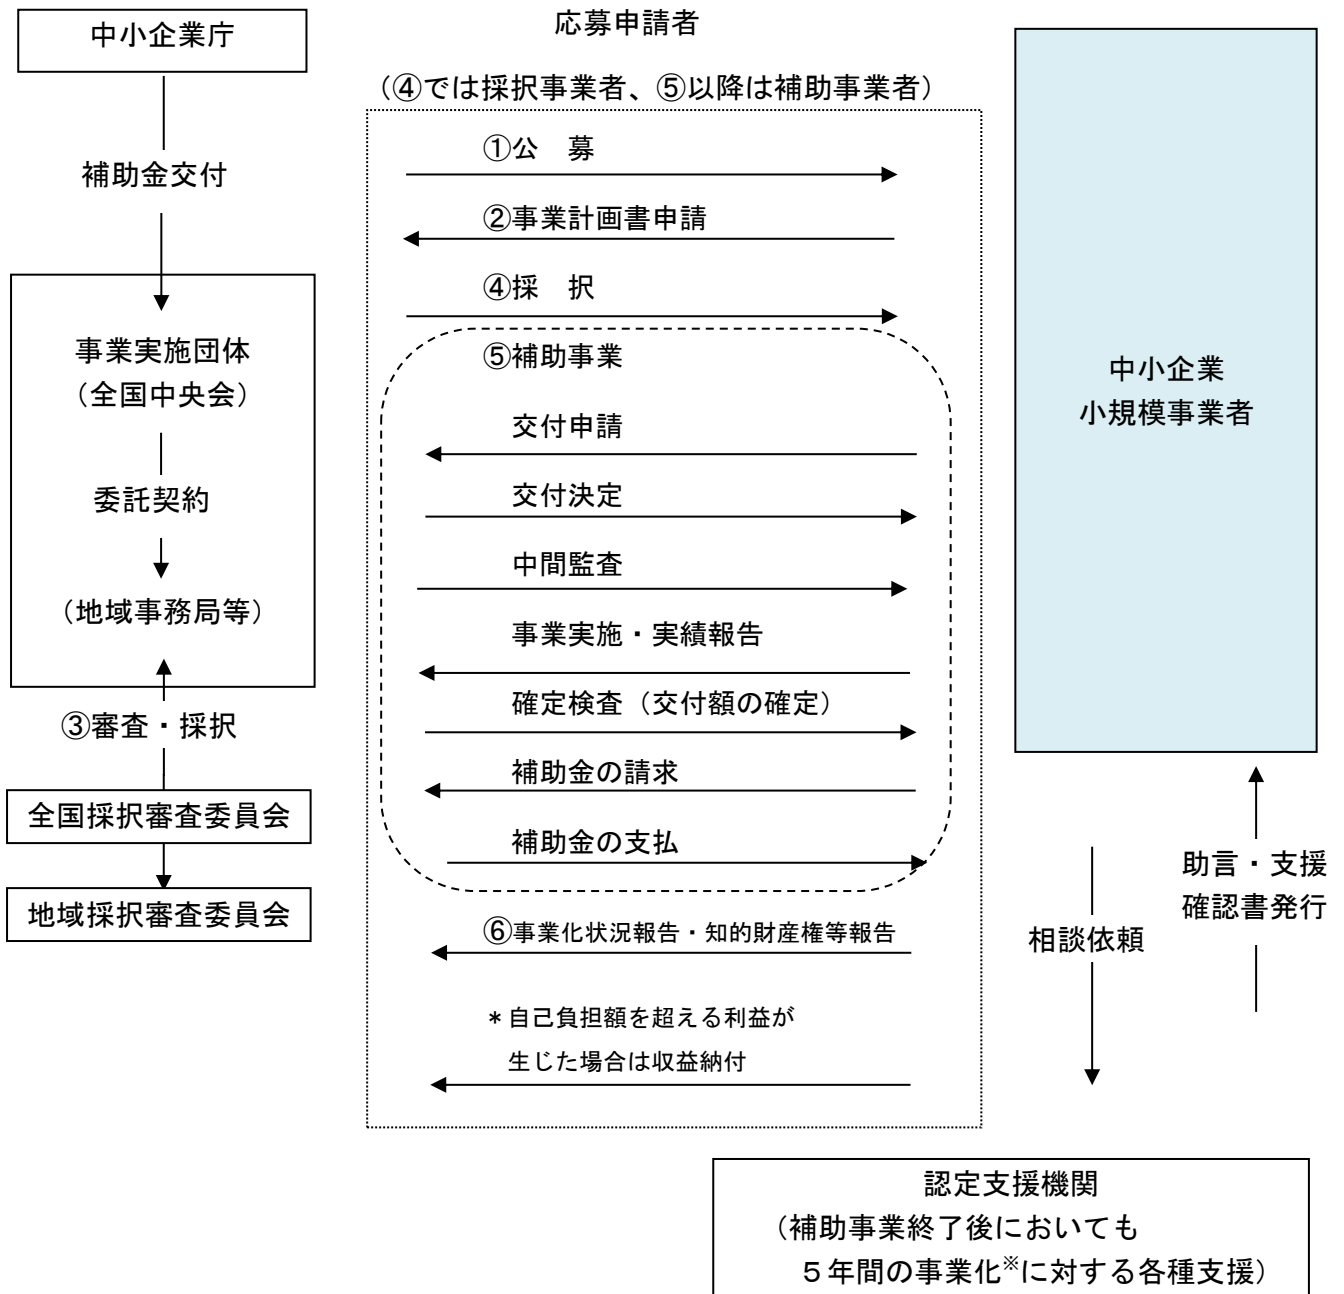 中小企業庁
補助金交付
事業実施団体
（全国中央会）
委託契約
（地域事務局等）
③審査・採択
全国採択審査委員会
地域採択審査委員会
応募申請者
（④では採択事業者、⑤以降は補助事業者）
①公　募
②事業計画書申請
④採　択
⑤補助事業
交付申請
交付決定
中間監査
事業実施・実績報告
確定検査（交付額の確定）
補助金の請求
補助金の支払
⑥事業化状況報告・知的財産権等報告
＊自己負担額を超える利益が
生じた場合は収益納付
中小企業
小規模事業者
助言・支援
確認書発行
相談依頼
認定支援機関
（補助事業終了後においても
５年間の事業化※に対する各種支援）